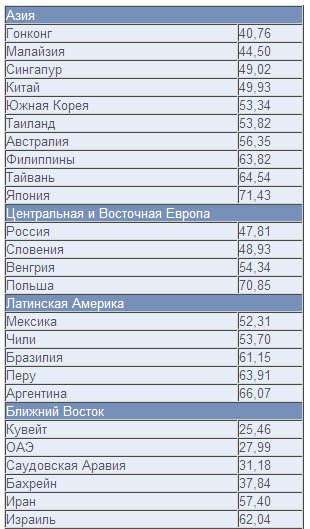 Азия
Гонконг 40,76
Малайзия 44,50
Сингапур 49,02
Китай 49,93
Южная Корея 53,34
Таиланд 53,82
Австралия 56,35
Филиппины 63,82
Тайвань 64,54
Япония 71,43
Центральная и Восточная Европа
Россия 47,81
Словения 48,93
Венгрия 54,34
Польша 70,85
Латинская Америка
Мексика 52,31
Чили 53,70
Бразилия 61,15
Перу 63,91
Аргентина 66,07
Ближний Восток
Кувейт 25,46
ОАЭ 27,99
Саудовская Аравия 31,18
Бахрейн 37,84
Иран 57,40
Израиль 62,04